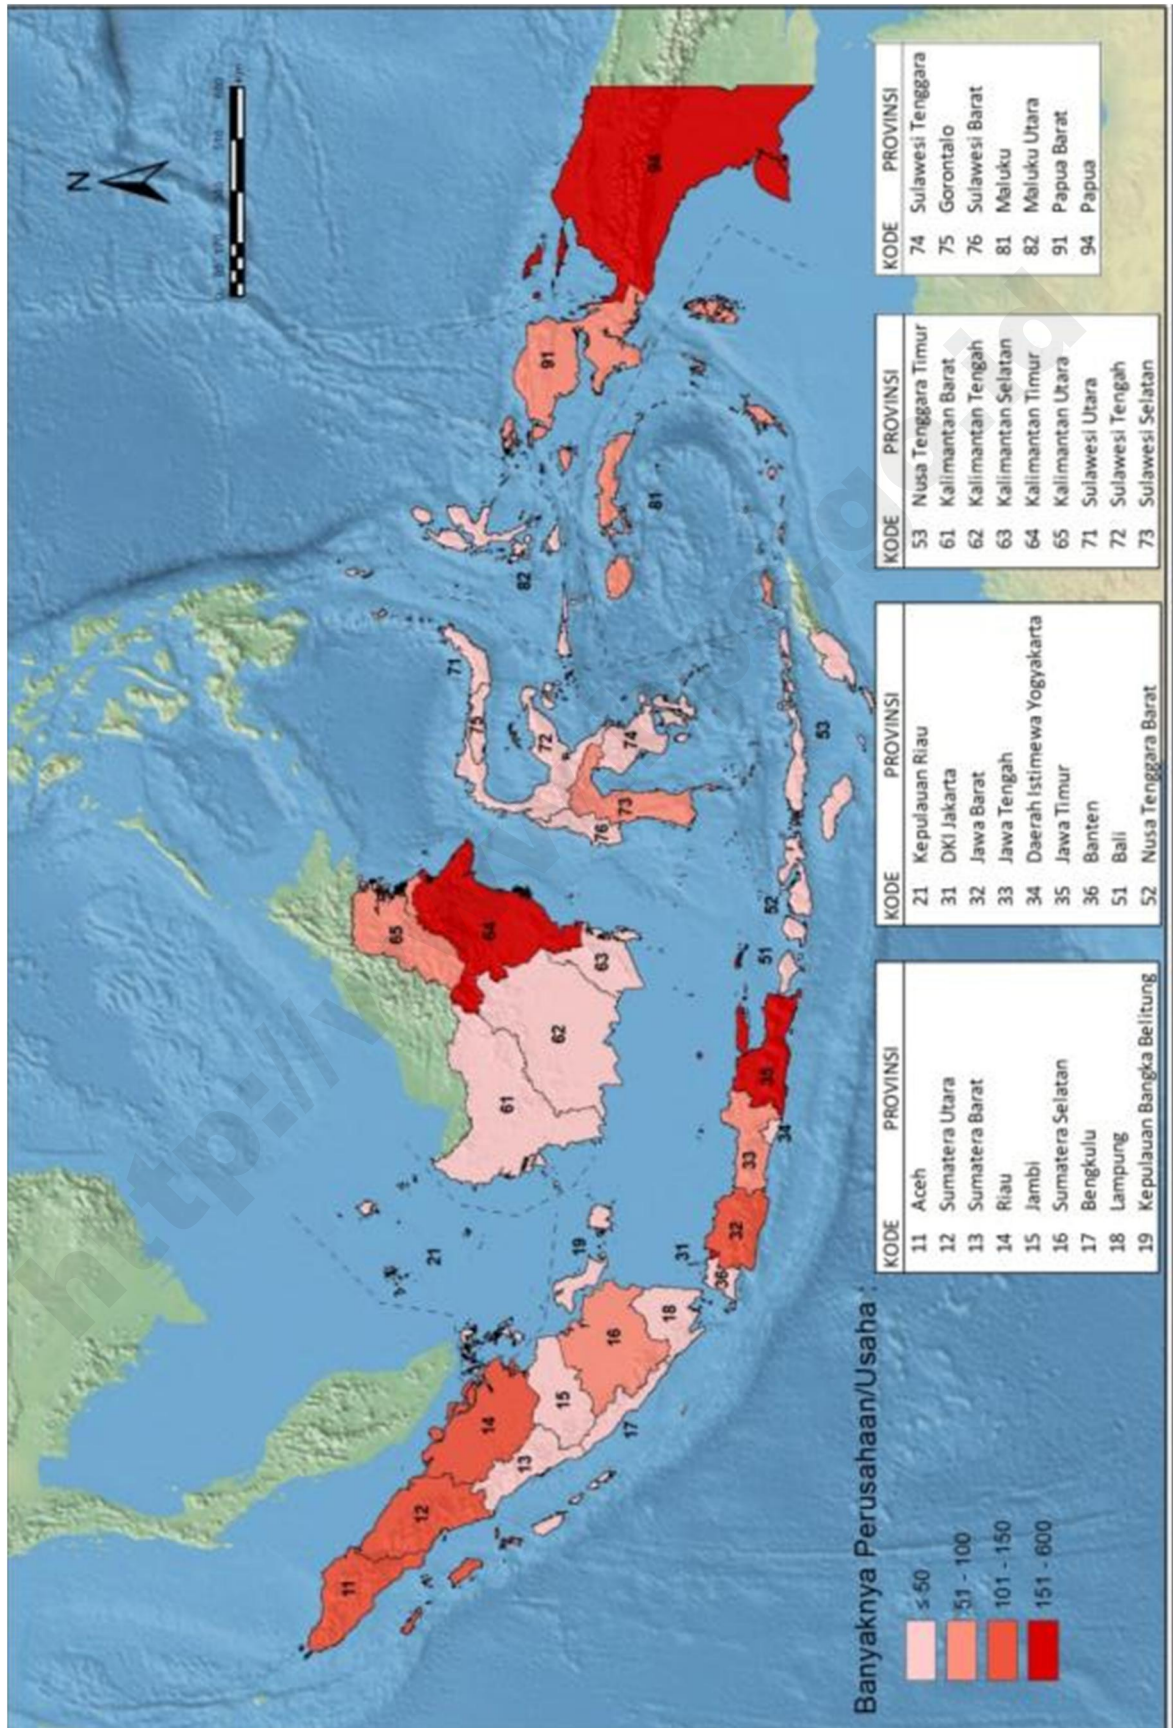 N
km
91
94
82
81
71
75
72
74
73
76
65
64
63
62
61
53
52
51
35
34
33
32
31
36
21
19
18
16
17
15
13
14
12
11
Banyaknya Perusahaan/Usaha :
≤ 50
51 - 100
101 - 150
151 - 600
KODE PROVINSI
11 Aceh
12 Sumatera Utara
13 Sumatera Barat
14 Riau
15 Jambi
16 Sumatera Selatan
17 Bengkulu
18 Lampung
19 Kepulauan Bangka Belitung
KODE PROVINSI
21 Kepulauan Riau
31 DKI Jakarta
32 Jawa Barat
33 Jawa Tengah
34 Daerah Istimewa Yogyakarta
35 Jawa Timur
36 Banten
51 Bali
52 Nusa Tenggara Barat
KODE PROVINSI
53 Nusa Tenggara Timur
61 Kalimantan Barat
62 Kalimantan Tengah
63 Kalimantan Selatan
64 Kalimantan Timur
65 Kalimantan Utara
71 Sulawesi Utara
72 Sulawesi Tengah
73 Sulawesi Selatan
KODE PROVINSI
74 Sulawesi Tenggara
75 Gorontalo
76 Sulawesi Barat
81 Maluku
82 Maluku Utara
91 Papua Barat
94 Papua